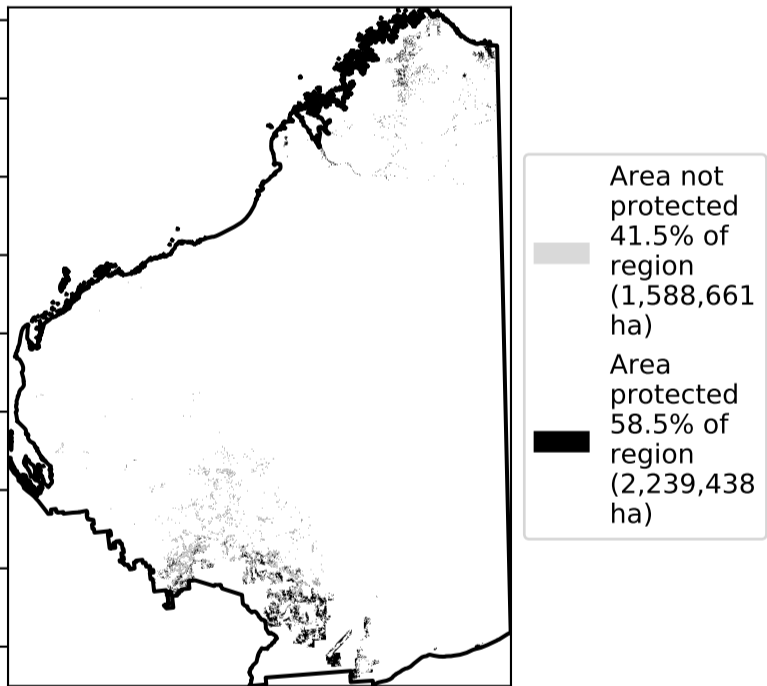 Area not
protected
41.5% of
region
(1,588,661
ha)
Area
protected
58.5% of
region
(2,239,438
ha)